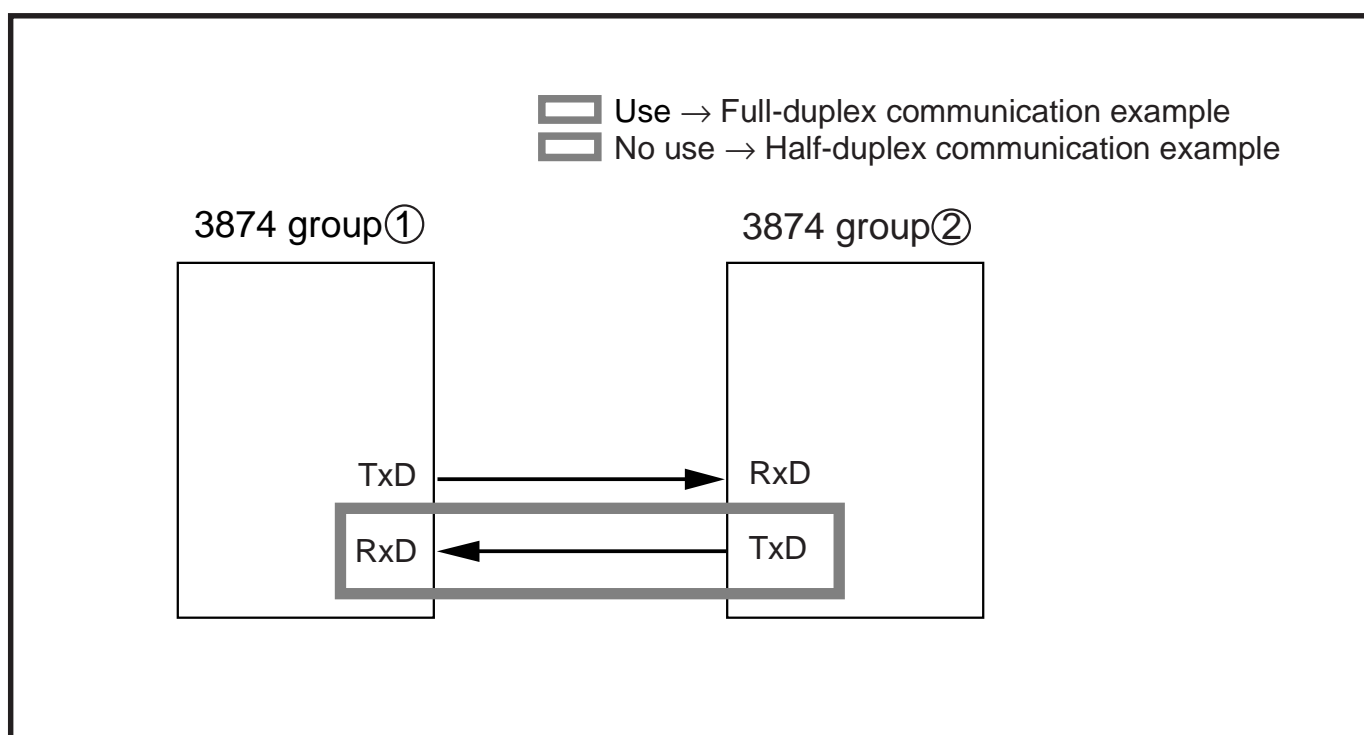 Use → Full-duplex communication example
No use → Half-duplex communication example
3874 group①
3874 group②
TxD
RxD
RxD
TxD